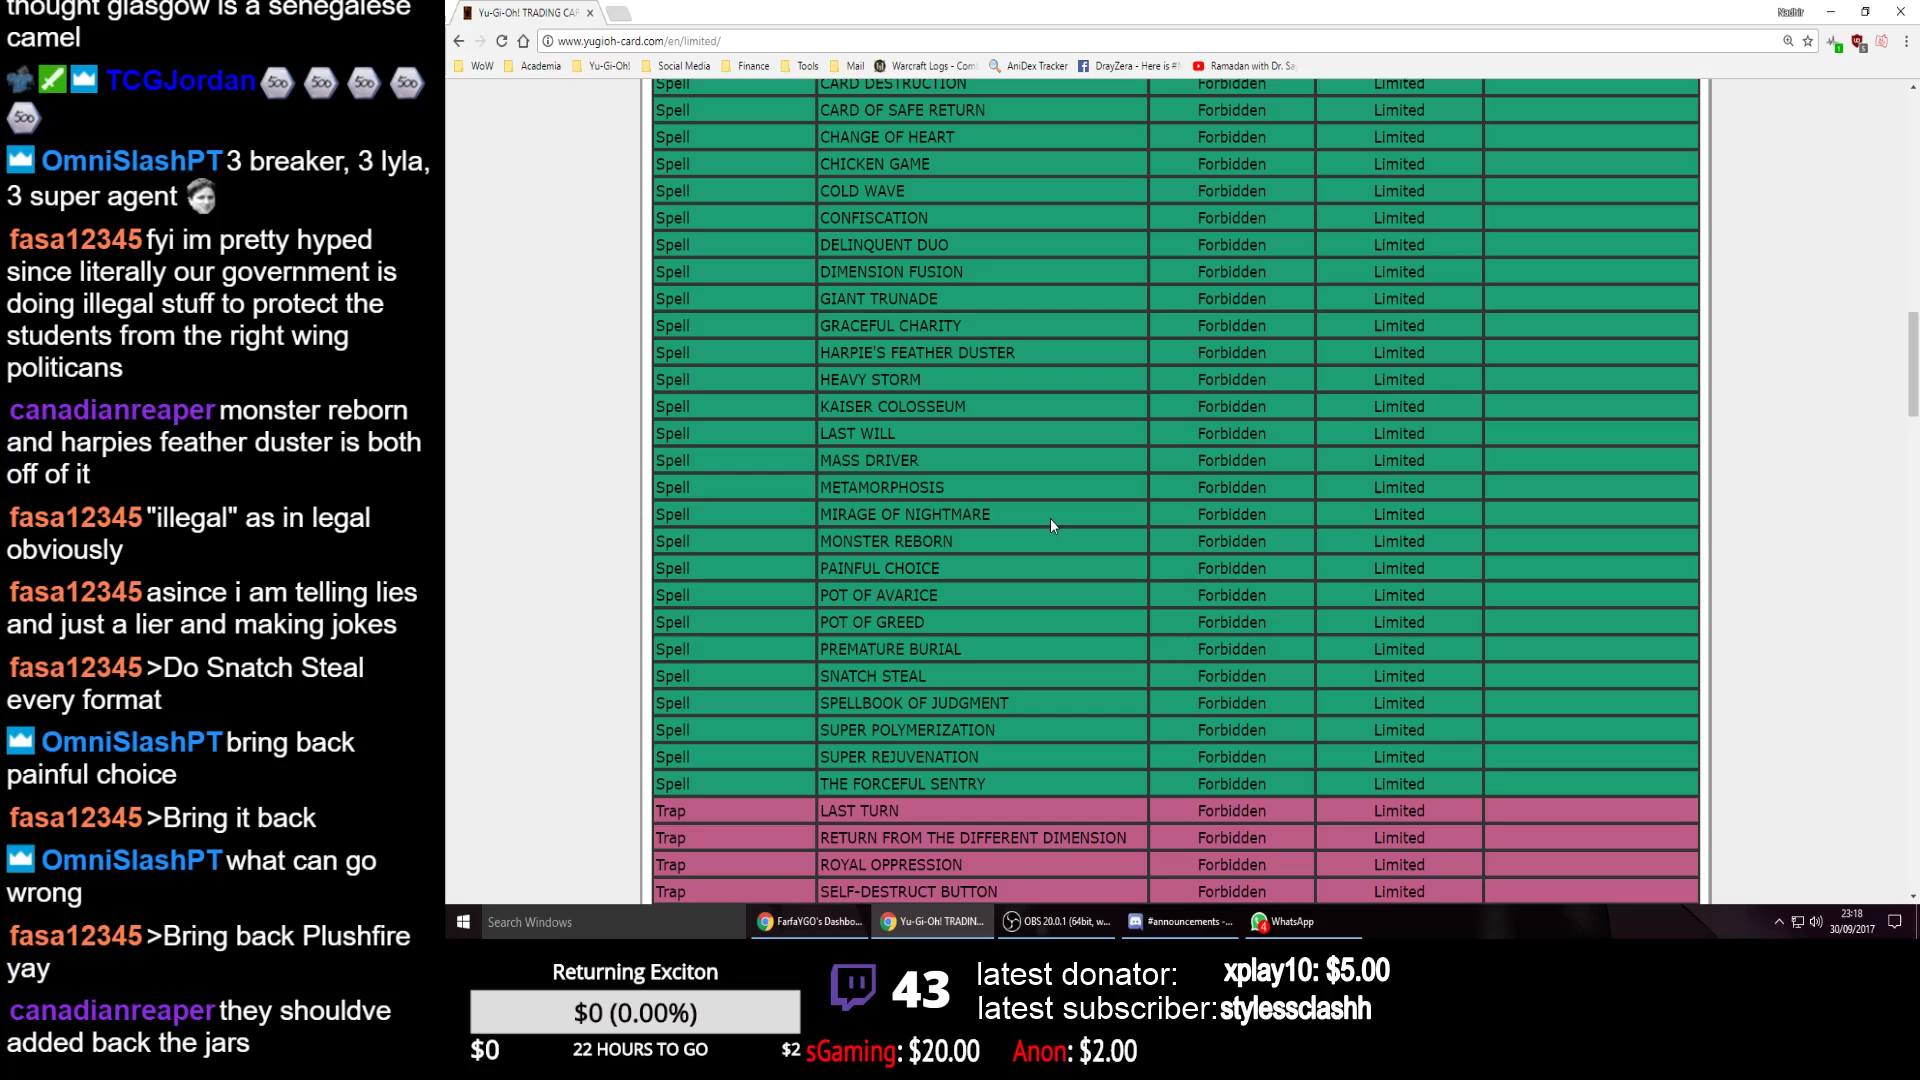 thought glasgow is a senegalese
camel
TCGJordan 500 500 500 500
500
OmniSlashPT 3 breaker, 3 lyla,
3 super agent
fasa12345 fyi im pretty hyped
since literally our government is
doing illegal stuff to protect the
students from the right wing
politicans
canadianreaper monster reborn
and harpies feather duster is both
off of it
fasa12345 "illegal" as in legal
obviously
fasa12345 asince i am telling lies
and just a lier and making jokes
fasa12345 >Do Snatch Steal
every format
OmniSlashPT bring back
painful choice
fasa12345 >Bring it back
OmniSlashPT what can go
wrong
fasa12345 >Bring back Plushfire
yay
canadianreaper they shouldve
added back the jars
Yu-Gi-Oh! TRADING CAR
Nadhir
www.yugioh-card.com/en/limited/
WoW Academia Yu-Gi-Oh! Social Media Finance Tools Mail Warcraft Logs - Com AniDex Tracker DrayZera - Here is #! Ramadan with Dr. Sa
Spell CARD DESTRUCTION Forbidden Limited
Spell CARD OF SAFE RETURN Forbidden Limited
Spell CHANGE OF HEART Forbidden Limited
Spell CHICKEN GAME Forbidden Limited
Spell COLD WAVE Forbidden Limited
Spell CONFISCATION Forbidden Limited
Spell DELINQUENT DUO Forbidden Limited
Spell DIMENSION FUSION Forbidden Limited
Spell GIANT TRUNADE Forbidden Limited
Spell GRACEFUL CHARITY Forbidden Limited
Spell HARPIE'S FEATHER DUSTER Forbidden Limited
Spell HEAVY STORM Forbidden Limited
Spell KAISER COLOSSEUM Forbidden Limited
Spell LAST WILL Forbidden Limited
Spell MASS DRIVER Forbidden Limited
Spell METAMORPHOSIS Forbidden Limited
Spell MIRAGE OF NIGHTMARE Forbidden Limited
Spell MONSTER REBORN Forbidden Limited
Spell PAINFUL CHOICE Forbidden Limited
Spell POT OF AVARICE Forbidden Limited
Spell POT OF GREED Forbidden Limited
Spell PREMATURE BURIAL Forbidden Limited
Spell SNATCH STEAL Forbidden Limited
Spell SPELLBOOK OF JUDGMENT Forbidden Limited
Spell SUPER POLYMERIZATION Forbidden Limited
Spell SUPER REJUVENATION Forbidden Limited
Spell THE FORCEFUL SENTRY Forbidden Limited
Trap LAST TURN Forbidden Limited
Trap RETURN FROM THE DIFFERENT DIMENSION Forbidden Limited
Trap ROYAL OPPRESSION Forbidden Limited
Trap SELF-DESTRUCT BUTTON Forbidden Limited
Search Windows FarfaYGO's Dashbo... Yu-Gi-Oh! TRADIN... OBS 20.0.1 (64bit, w... #announcements -... 4 WhatsApp
23:18
30/09/2017
Returning Exciton
$0 (0.00%)
$0 22 HOURS TO GO $2
43
latest donator: xplay10: $5.00
latest subscriber: stylessclashh
sGaming: $20.00 Anon: $2.00